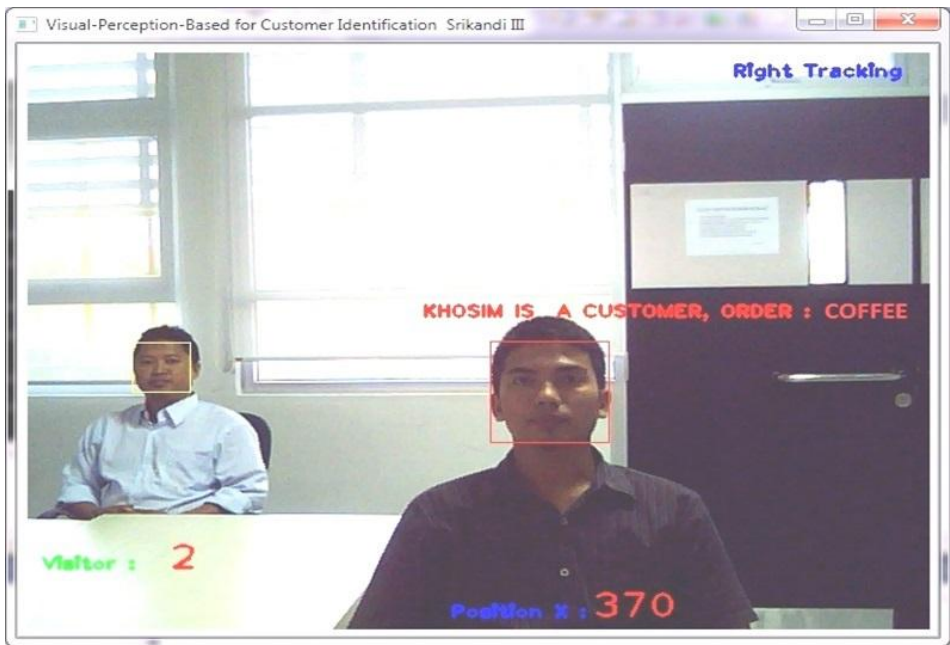 Visual-Perception-Based for Customer Identification Srikandi III
Right Tracking
KHOSIM IS A CUSTOMER, ORDER : COFFEE
Visitor : 2
Position X : 370